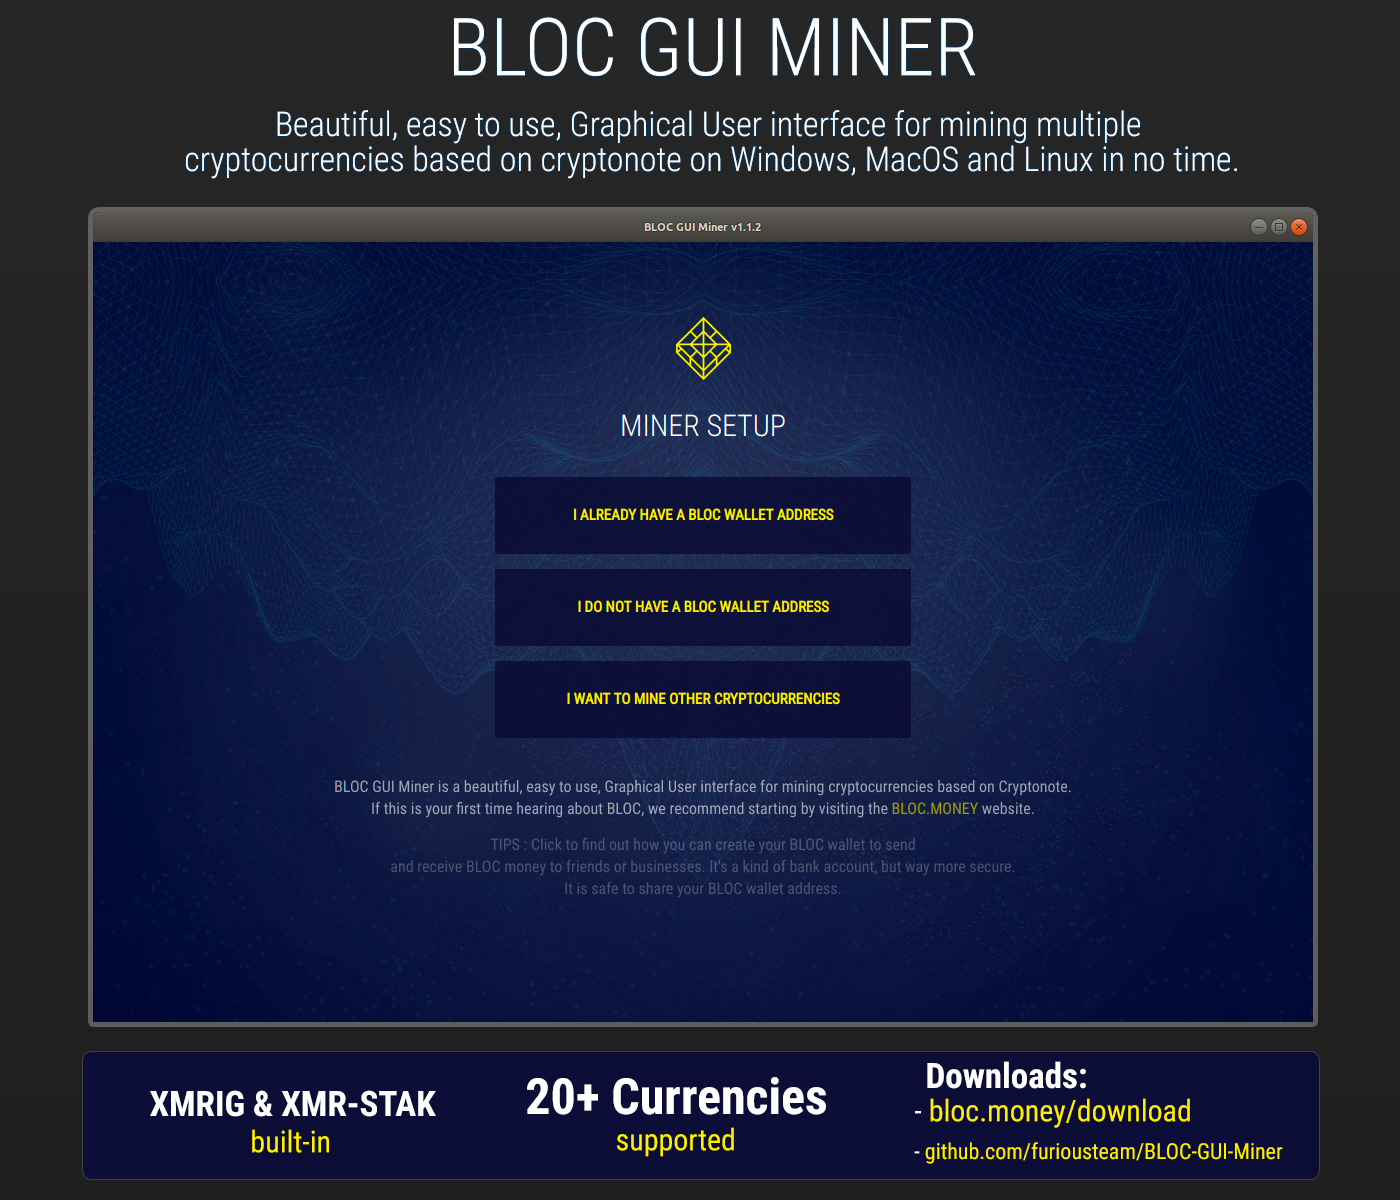 BLOC GUI MINER
Beautiful, easy to use, Graphical User interface for mining multiple
cryptocurrencies based on cryptonote on Windows, MacOS and Linux in no time.
BLOC GUI Miner v1.1.2
MINER SETUP
I ALREADY HAVE A BLOC WALLET ADDRESS
I DO NOT HAVE A BLOC WALLET ADDRESS
I WANT TO MINE OTHER CRYPTOCURRENCIES
BLOC GUI Miner is a beautiful, easy to use, Graphical User interface for mining cryptocurrencies based on Cryptonote.
If this is your first time hearing about BLOC, we recommend starting by visiting the BLOC.MONEY website.
TIPS : Click to find out how you can create your BLOC wallet to send
and receive BLOC money to friends or businesses. It's a kind of bank account, but way more secure.
It is safe to share your BLOC wallet address.
XMRIG & XMR-STAK
built-in
20+ Currencies
supported
Downloads:
- bloc.money/download
- github.com/furiousteam/BLOC-GUI-Miner